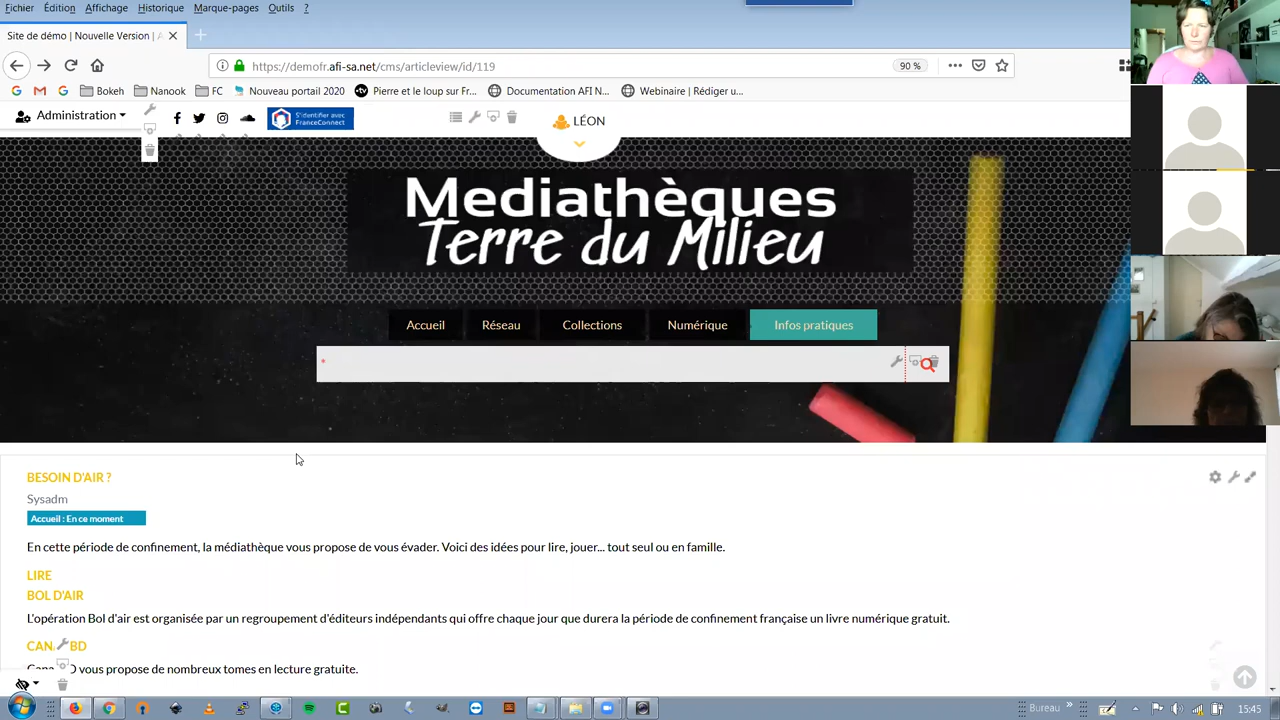 Fichier Édition Affichage Historique Marque-pages Outils ?
Site de démo | Nouvelle Version |
https://demofr.afi-sa.net/cms/articleview/id/119 90 %
Bokeh Nanook FC Nouveau portail 2020 Pierre et le loup sur Fr... Documentation AFI N... Webinaire | Rédiger u...
Administration S'identifier avec FranceConnect LÉON
Mediathèques
Terre du Milieu
Accueil Réseau Collections Numérique Infos pratiques
BESOIN D'AIR ?
Sysadm
Accueil : En ce moment
En cette période de confinement, la médiathèque vous propose de vous évader. Voici des idées pour lire, jouer... tout seul ou en famille.
LIRE
BOL D'AIR
L'opération Bol d'air est organisée par un regroupement d'éditeurs indépendants qui offre chaque jour que durera la période de confinement française un livre numérique gratuit.
BD
vous propose de nombreux tomes en lecture gratuite.
Bureau » 15:45